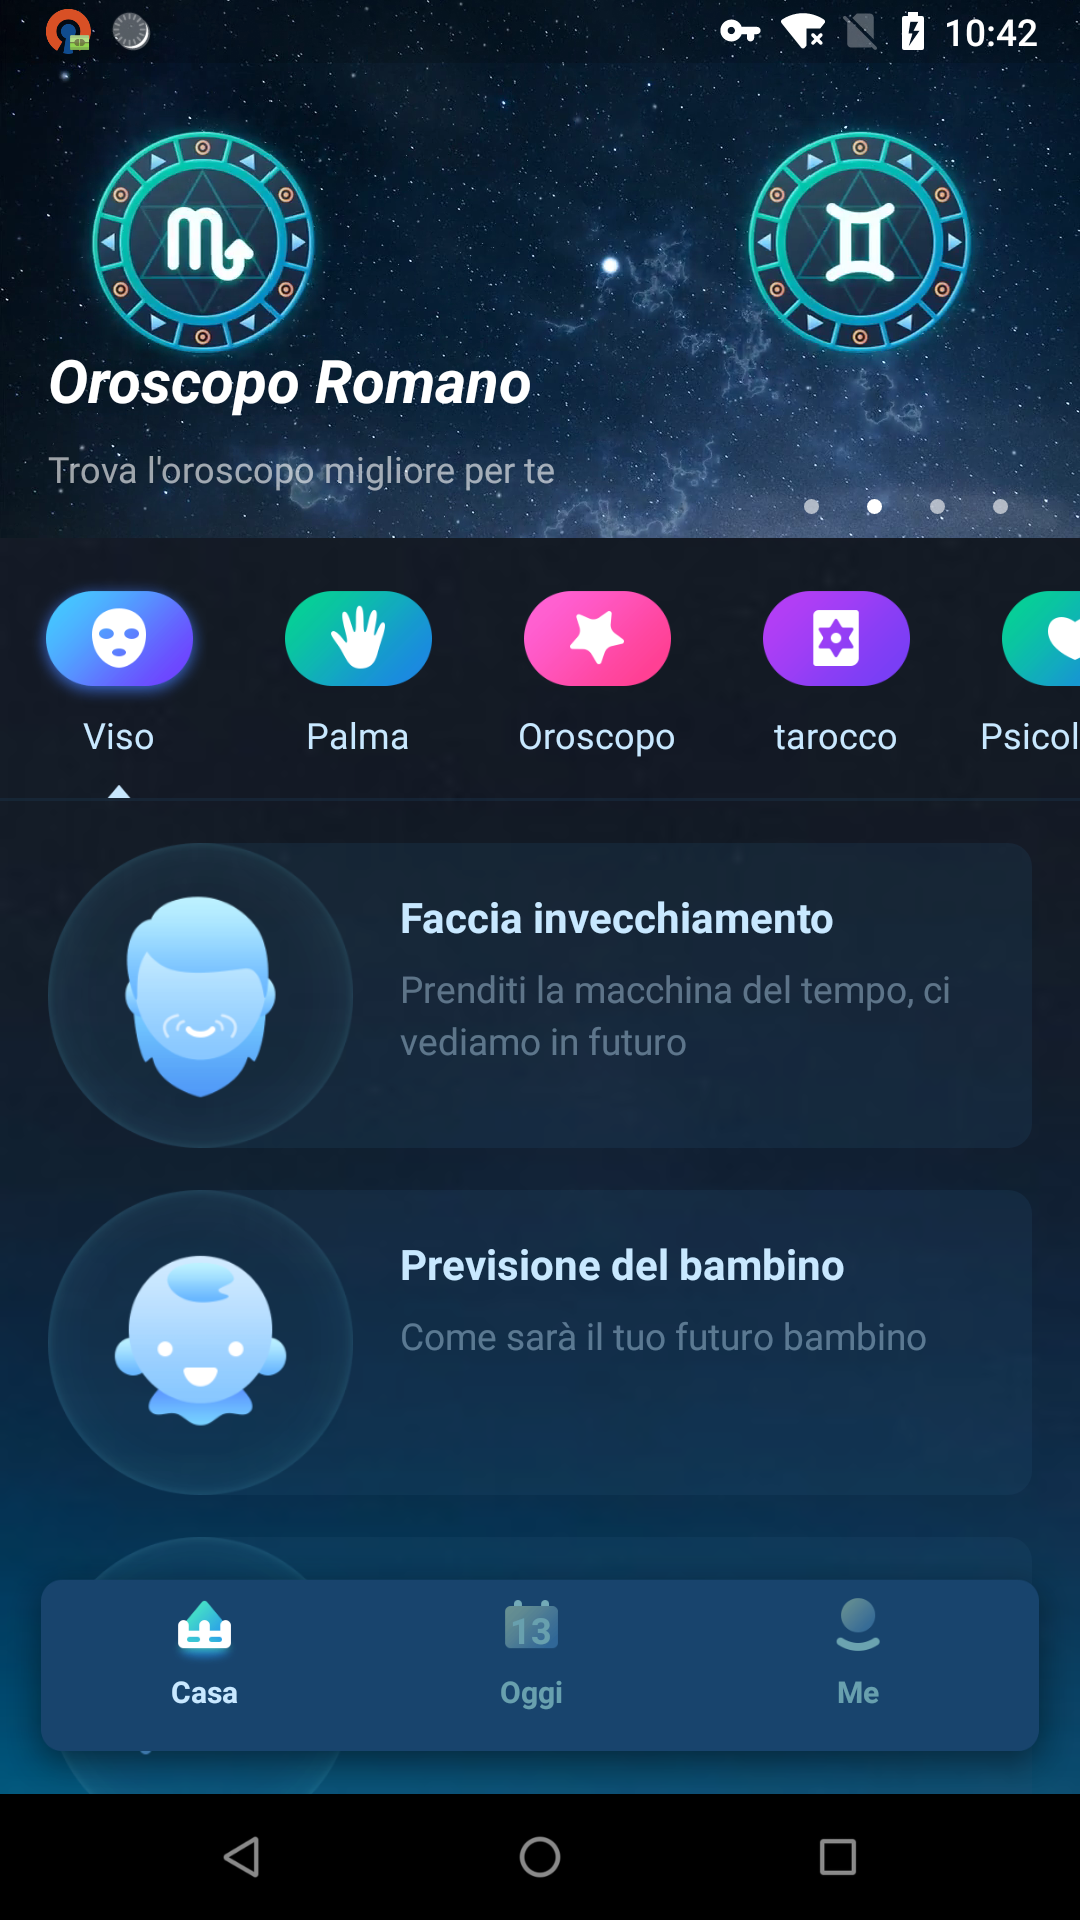 10:42
Oroscopo Romano
Trova l'oroscopo migliore per te
Viso
Palma
Oroscopo
tarocco
Psicol
Faccia invecchiamento
Prenditi la macchina del tempo, ci
vediamo in futuro
Previsione del bambino
Come sarà il tuo futuro bambino
13
Casa
Oggi
Me